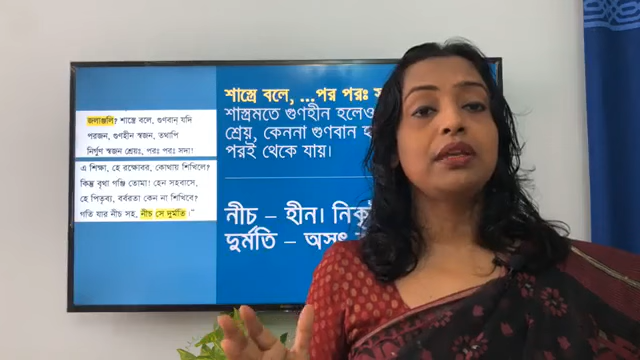 জলাঞ্জলি? শাস্ত্রে বলে, গুণবান্ যদি
পরজন, গুণহীন স্বজন, তথাপি
নির্গুণ স্বজন শ্রেয়ঃ, পরঃ পরঃ সদা!
এ শিক্ষা, হে রক্ষোবর, কোথায় শিখিলে?
কিন্তু বৃথা গঞ্জি তোমা! হেন সহবাসে,
হে পিতৃব্য, বর্বরতা কেন না শিখিবে?
গতি যার নীচ সহ, নীচ সে দুর্মতি।"
শাস্ত্রে বলে, ...পর পরঃ
শাস্ত্রমতে গুণহীন হলেও
শ্রেয়, কেননা গুণবান
পরই থেকে যায়।
নীচ – হীন।
দুর্মতি – অসৎ